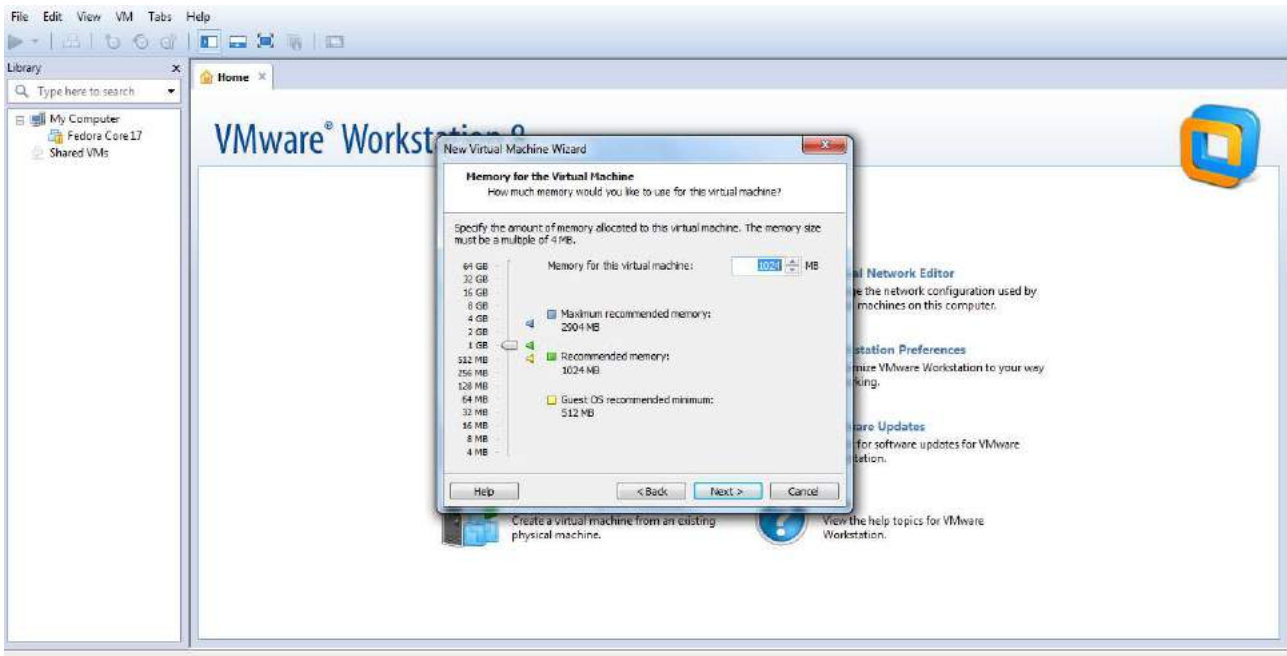 File Edit View VM Tabs Help
Library x
Type here to search
My Computer
Fedora Core 17
Shared VMs
Home ×
VMware® Workstation 8
New Virtual Machine Wizard
Memory for the Virtual Machine
How much memory would you like to use for this virtual machine?
Specify the amount of memory allocated to this virtual machine. The memory size
must be a multiple of 4 MB.
Memory for this virtual machine: 1024 MB
64 GB
32 GB
16 GB
8 GB
4 GB
2 GB
1 GB
512 MB
256 MB
128 MB
64 MB
32 MB
16 MB
8 MB
4 MB
Maximum recommended memory:
2904 MB
Recommended memory:
1024 MB
Guest OS recommended minimum:
512 MB
Help < Back Next > Cancel
al Network Editor
e the network configuration used by
machines on this computer.
station Preferences
mize VMware Workstation to your way
king.
are Updates
for software updates for VMware
tation.
Create a virtual machine from an existing
physical machine.
View the help topics for VMware
Workstation.